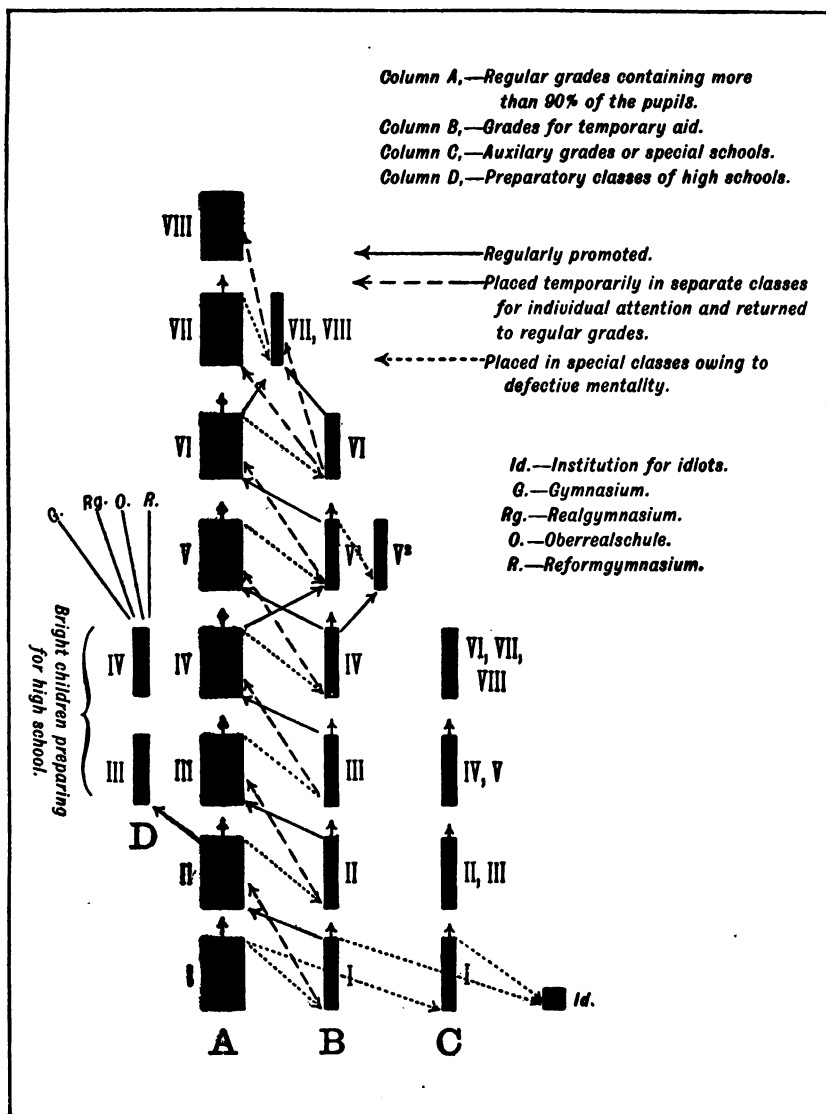 Column A,—Regular grades containing more
than 90% of the pupils.
Column B,—Grades for temporary aid.
Column C,—Auxilary grades or special schools.
Column D,—Preparatory classes of high schools.
VIII
Regularly promoted.
Placed temporarily in separate classes
for individual attention and returned
to regular grades.
Placed in special classes owing to
defective mentality.
VII
VII, VIII
VI
VI
Id.—Institution for idiots.
G.—Gymnasium.
Rg.—Realgymnasium.
O.—Oberrealschule.
R.—Reformgymnasium.
G. Rg. O. R.
V
V¹
V²
Bright children preparing
for high school.
IV
IV
IV
VI, VII,
VIII
III
III
III
IV, V
D
II
II
II, III
I
I
I
Id.
A B C